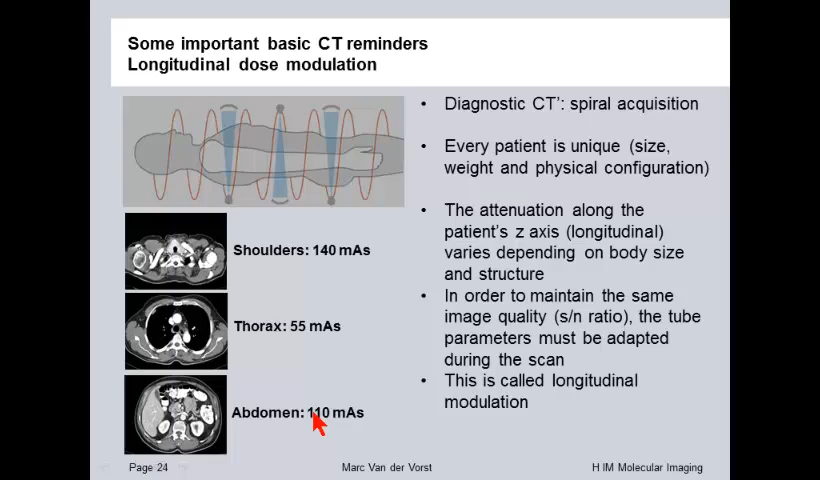 Some important basic CT reminders
Longitudinal dose modulation
• Diagnostic CT': spiral acquisition
• Every patient is unique (size,
weight and physical configuration)
• The attenuation along the
patient's z axis (longitudinal)
varies depending on body size
and structure
• In order to maintain the same
image quality (s/n ratio), the tube
parameters must be adapted
during the scan
• This is called longitudinal
modulation
Shoulders: 140 mAs
Thorax: 55 mAs
Abdomen: 110 mAs
Page 24
Marc Van der Vorst
H IM Molecular Imaging